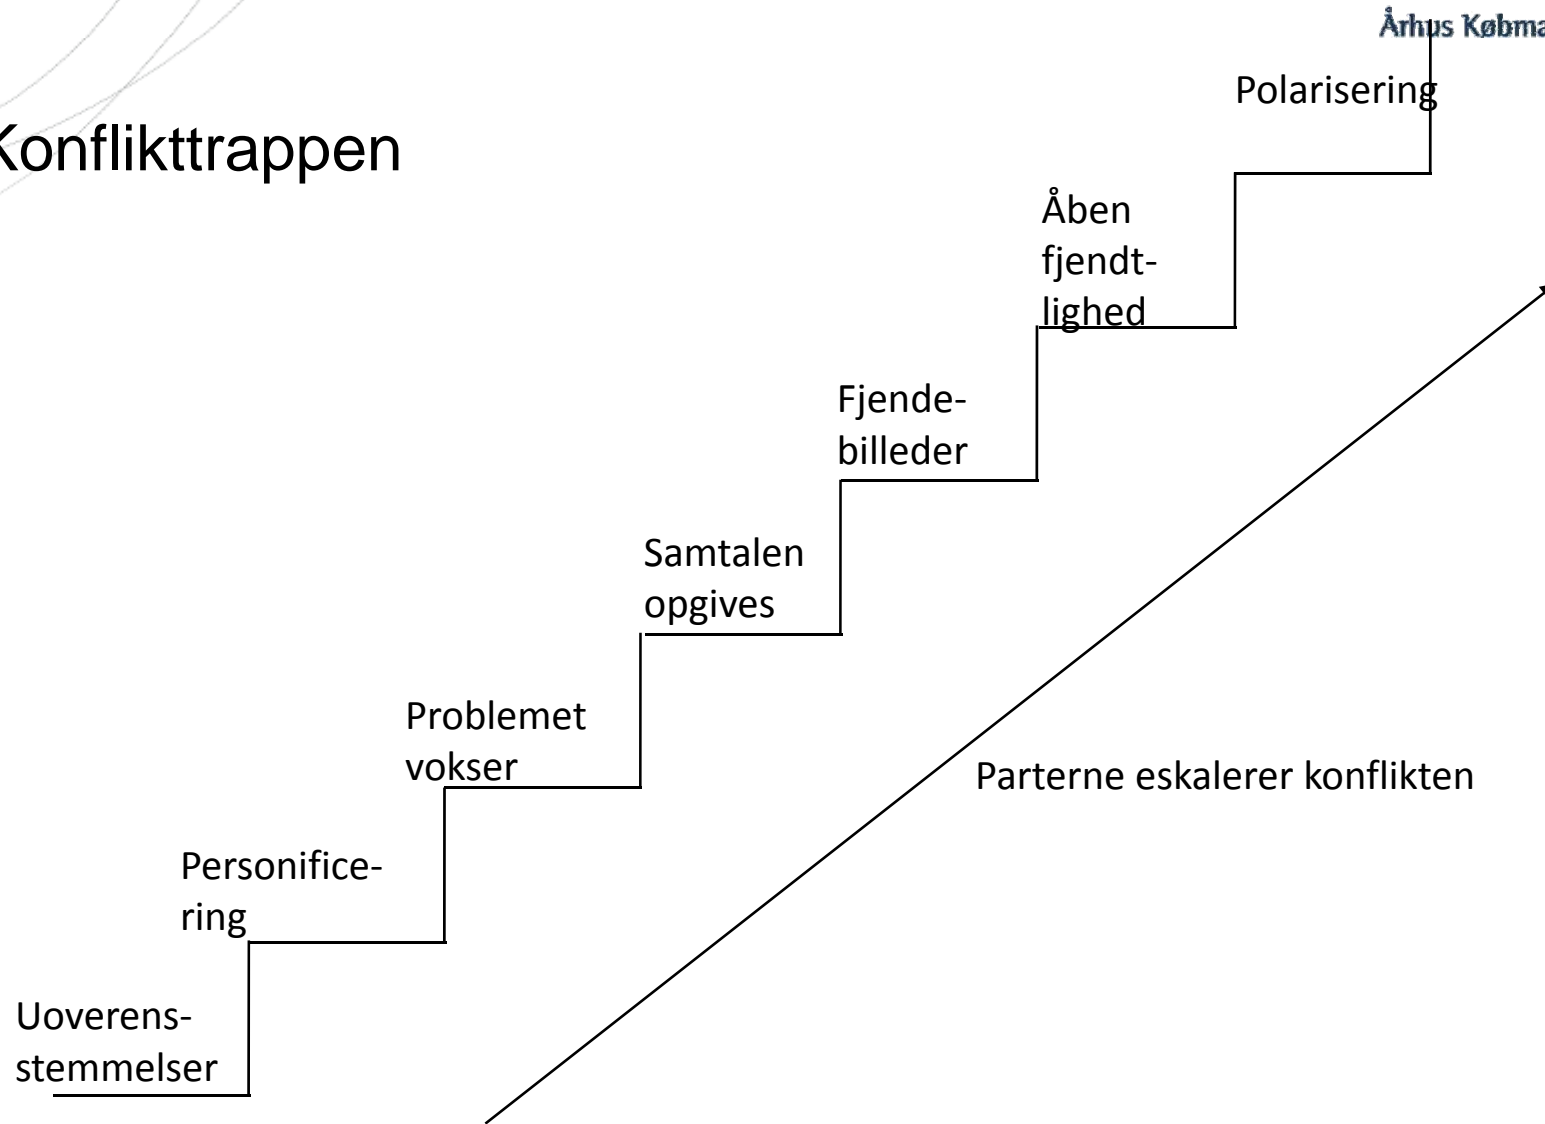 Århus Købma
Konflikttrappen
Polarisering
Åben
fjendt-
lighed
Fjende-
billeder
Samtalen
opgives
Problemet
vokser
Parterne eskalerer konflikten
Personifice-
ring
Uoverens-
stemmelser